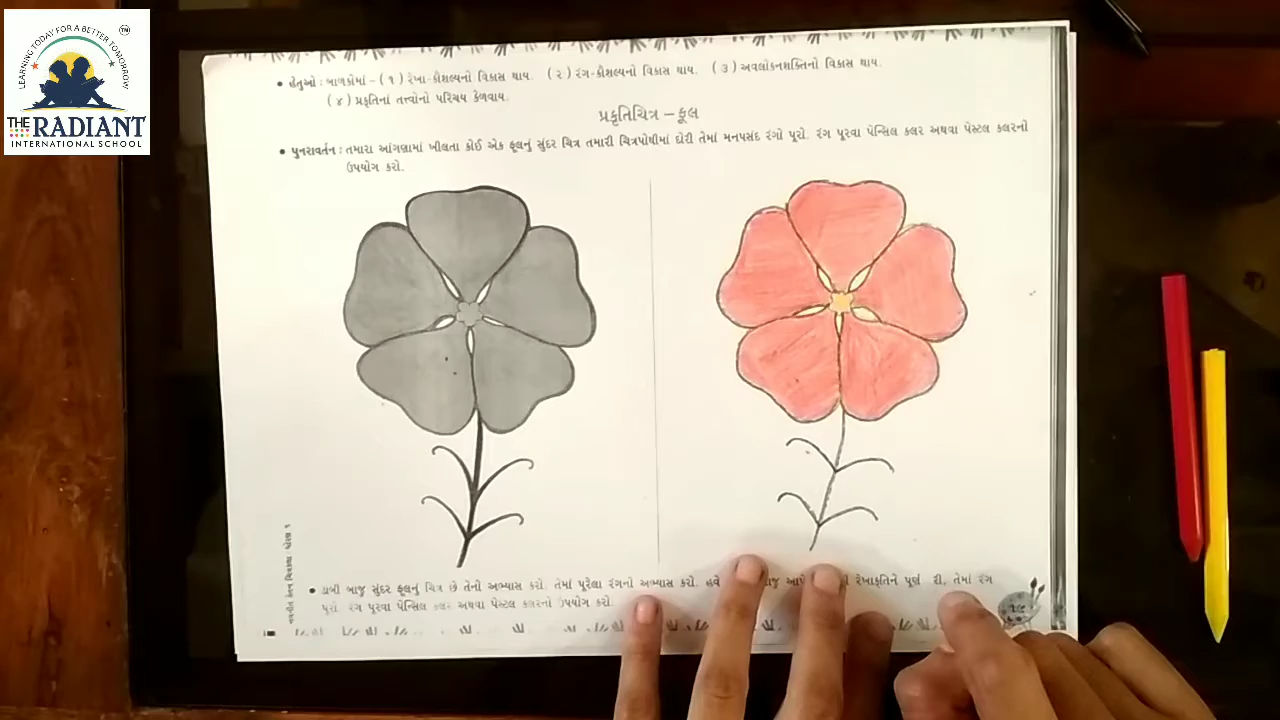 LEARNING TODAY FOR A BETTER TOMORROW
TM
THE RADIANT
INTERNATIONAL SCHOOL
• હેતુઓ : બાળકોમાં – (૧) રેખા-કૌશલ્યનો વિકાસ થાય. (૨) રંગ-કૌશલ્યનો વિકાસ થાય. (૩) અવલોકનશક્તિનો વિકાસ થાય.
(૪) પ્રકૃતિનાં તત્ત્વોનો પરિચય કેળવાય.
પ્રકૃતિચિત્ર – ફૂલ
• પુનરાવર્તન : તમારા આંગણામાં ખીલતા કોઈ એક ફૂલનું સુંદર ચિત્ર તમારી ચિત્રપોથીમાં દોરી તેમાં મનપસંદ રંગો પૂરો. રંગ પૂરવા પેન્સિલ કલર અથવા પેસ્ટલ કલરનો
ઉપયોગ કરો.
• ડાબી બાજુ સુંદર ફૂલનું ચિત્ર છે તેની અભ્યાસ કરો. તેમાં પૂરેલા રંગનો અભ્યાસ કરો. હવે રેખાકૃતિને પૂર્ણ તેમાં રંગ
પૂરો. રંગ પૂરવા પેન્સિલ કલર અથવા પેસ્ટલ કલરનો ઉપયોગ કરો.